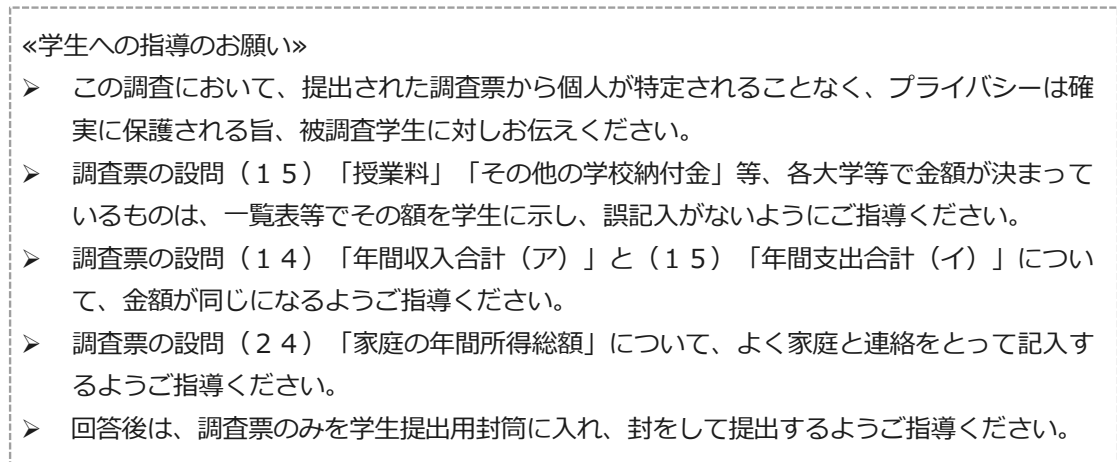 «学生への指導のお願い»
➢ この調査において、提出された調査票から個人が特定されることなく、プライバシーは確
実に保護される旨、被調査学生に対しお伝えください。
➢ 調査票の設問（１５）「授業料」「その他の学校納付金」等、各大学等で金額が決まって
いるものは、一覧表等でその額を学生に示し、誤記入がないようにご指導ください。
➢ 調査票の設問（１４）「年間収入合計（ア）」と（１５）「年間支出合計（イ）」につい
て、金額が同じになるようご指導ください。
➢ 調査票の設問（２４）「家庭の年間所得総額」について、よく家庭と連絡をとって記入す
るようご指導ください。
➢ 回答後は、調査票のみを学生提出用封筒に入れ、封をして提出するようご指導ください。